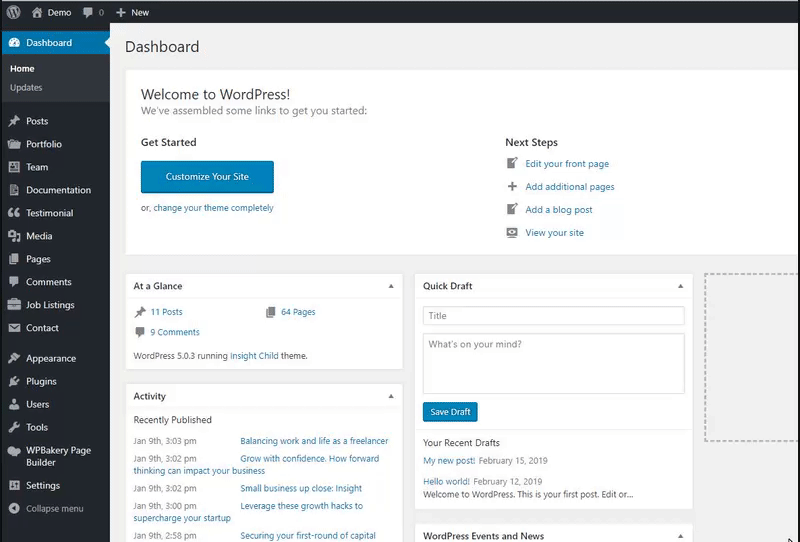 Demo 0 New
Dashboard
Home
Updates
Posts
Portfolio
Team
Documentation
Testimonial
Media
Pages
Comments
Job Listings
Contact
Appearance
Plugins
Users
Tools
WPBakery Page
Builder
Settings
Collapse menu
Dashboard
Welcome to WordPress!
We've assembled some links to get you started:
Get Started
Customize Your Site
or, change your theme completely
Next Steps
Edit your front page
Add additional pages
Add a blog post
View your site
At a Glance
11 Posts 64 Pages
9 Comments
WordPress 5.0.3 running Insight Child theme.
Activity
Recently Published
Jan 9th, 3:03 pm Balancing work and life as a freelancer
Jan 9th, 3:02 pm Grow with confidence. How forward
thinking can impact your business
Jan 9th, 3:02 pm Small business up close: Insight
Jan 9th, 3:00 pm Leverage these growth hacks to
supercharge your startup
Jan 9th, 2:58 pm Securing your first-round of capital
Quick Draft
Title
What's on your mind?
Save Draft
Your Recent Drafts
My new post! February 15, 2019
Hello world! February 12, 2019
Welcome to WordPress. This is your first post. Edit or...
WordPress Events and News